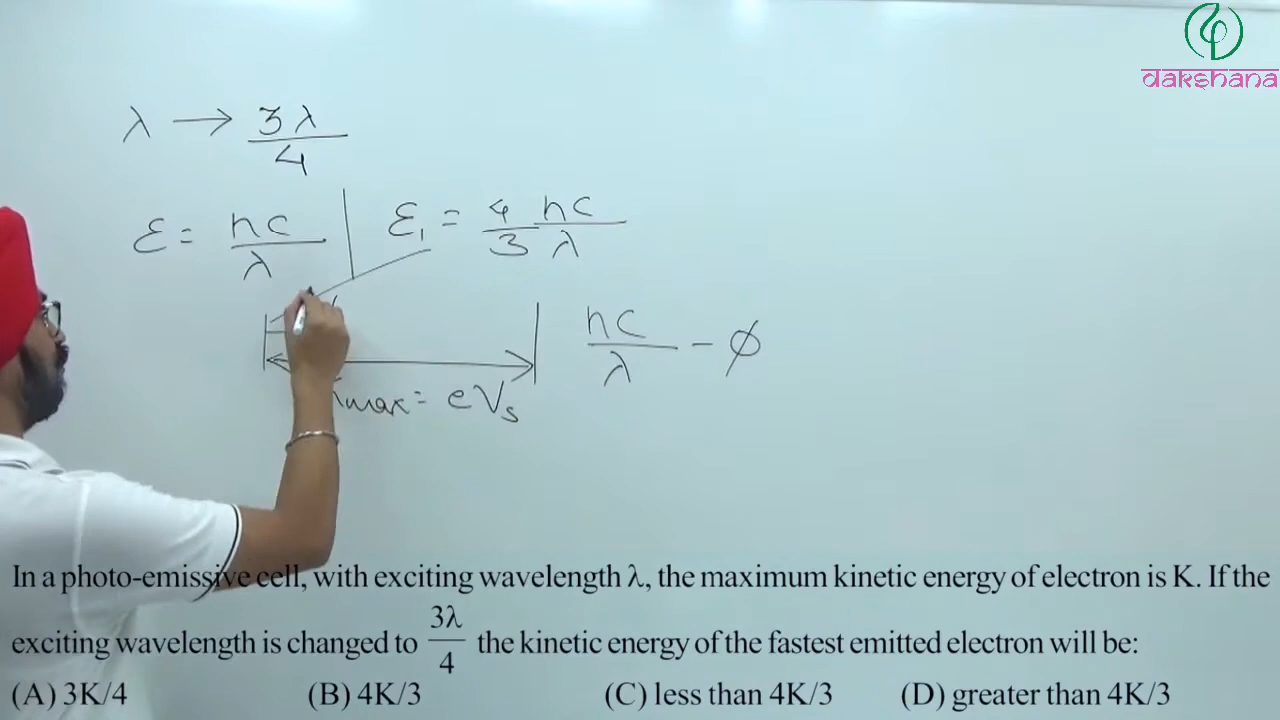 dakshana
λ → 3λ/4
ε = hc/λ | ε₁ = 4/3 hc/λ
hc/λ - φ
max = eVs
In a photo-emissive cell, with exciting wavelength λ, the maximum kinetic energy of electron is K. If the
exciting wavelength is changed to 3λ/4 the kinetic energy of the fastest emitted electron will be:
(A) 3K/4 (B) 4K/3 (C) less than 4K/3 (D) greater than 4K/3